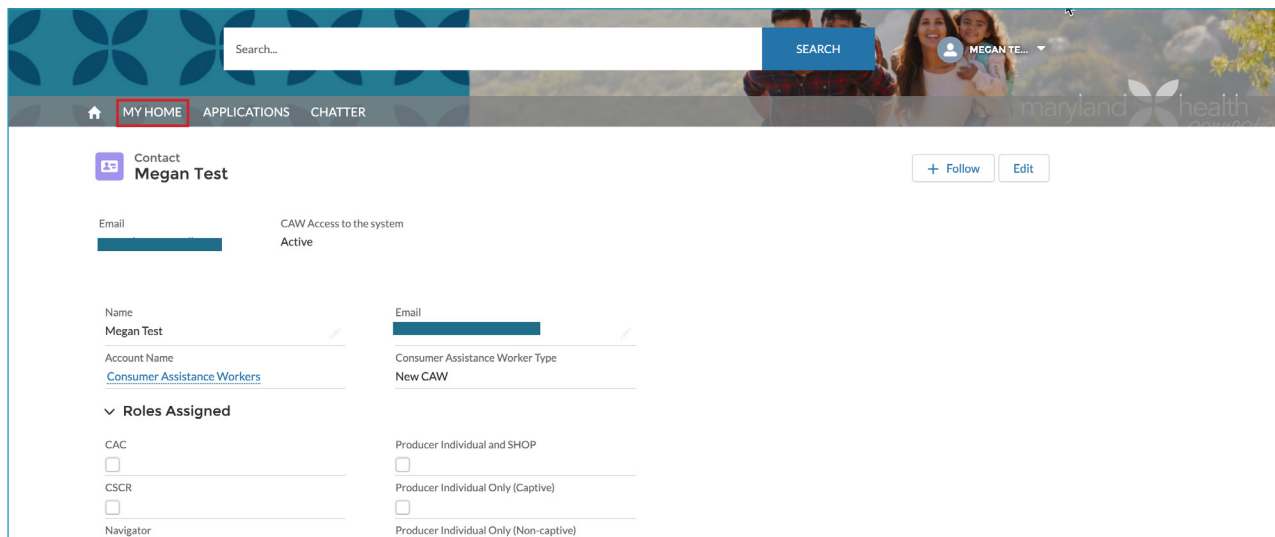 Search...
SEARCH
MEGAN TE...
MY HOME APPLICATIONS CHATTER
maryland health
connection
Contact
Megan Test
+ Follow Edit
Email CAW Access to the system
Active
Name Email
Megan Test
Account Name Consumer Assistance Worker Type
Consumer Assistance Workers New CAW
Roles Assigned
CAC Producer Individual and SHOP
CSCR Producer Individual Only (Captive)
Navigator Producer Individual Only (Non-captive)